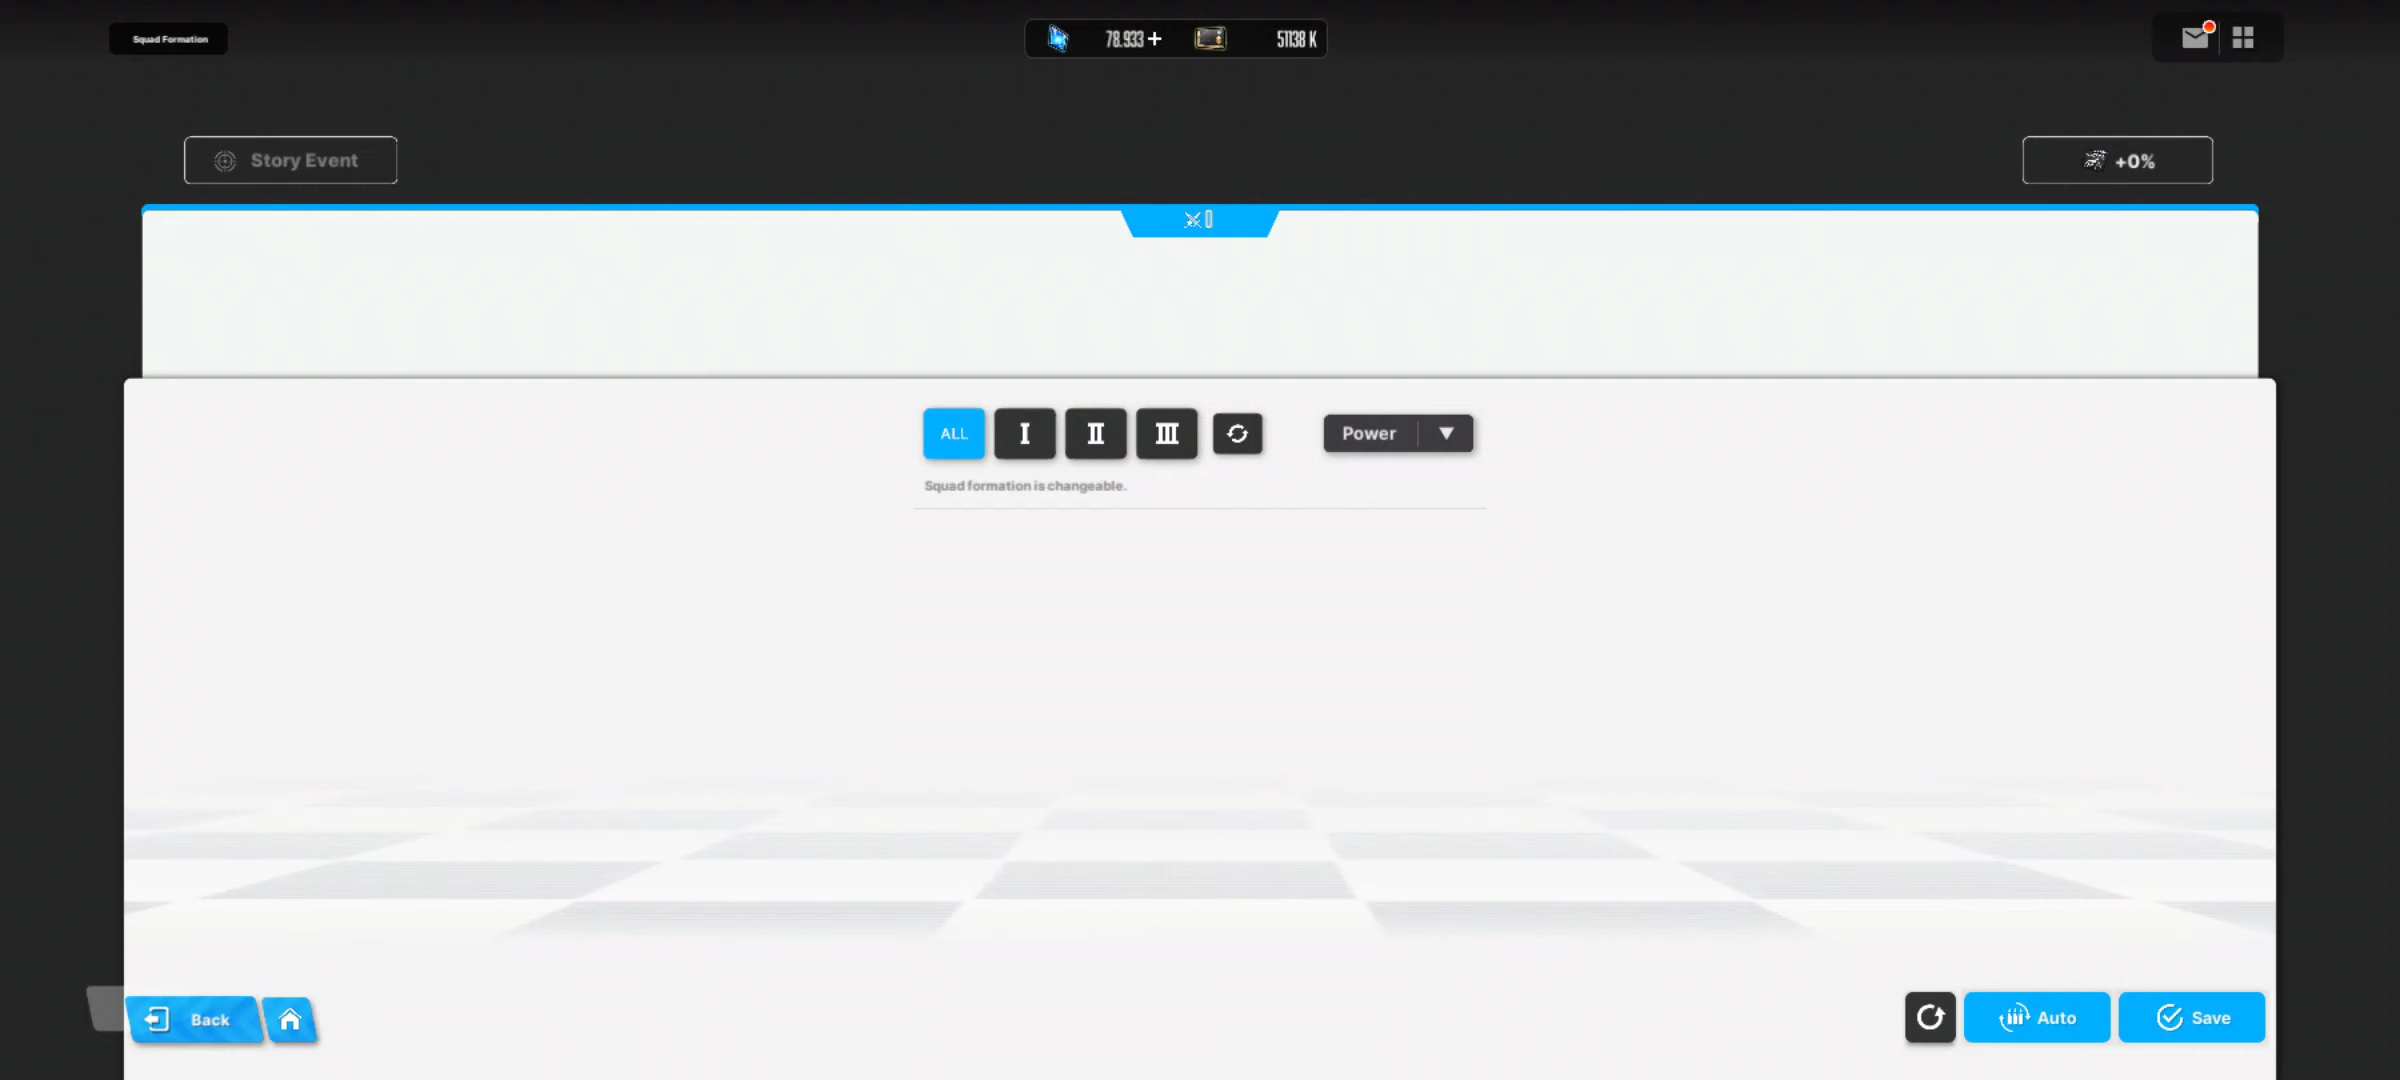 Squad Formation
78.933 +
51138 K
Story Event
+0%
0
ALL
I
II
III
Power
Squad formation is changeable.
Back
Auto
Save